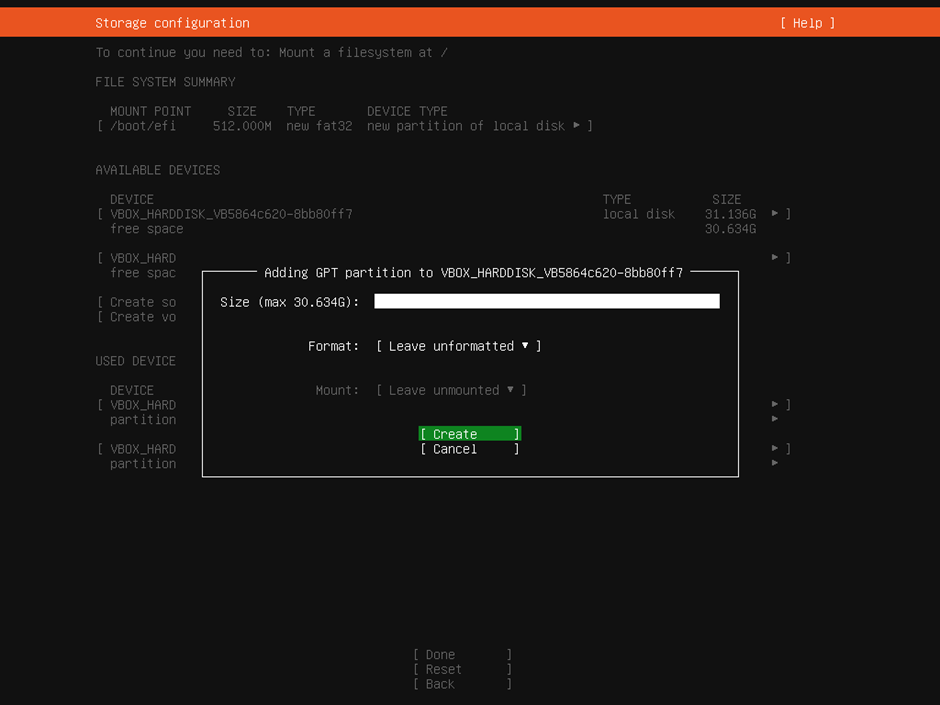 Storage configuration [ Help ]
To continue you need to: Mount a filesystem at /
FILE SYSTEM SUMMARY
MOUNT POINT SIZE TYPE DEVICE TYPE
[ /boot/efi 512.000M new fat32 new partition of local disk ▸ ]
AVAILABLE DEVICES
DEVICE TYPE SIZE
[ VBOX_HARDDISK_VB5864c620-8bb80ff7 local disk 31.136G ▸ ]
free space 30.634G
[ VBOX_HARD ▸ ]
free spac
[ Create so
[ Create vo
USED DEVICE
DEVICE
[ VBOX_HARD ▸ ]
partition ▸
[ VBOX_HARD ▸ ]
partition ▸
Adding GPT partition to VBOX_HARDDISK_VB5864c620-8bb80ff7
Size (max 30.634G):
Format: [ Leave unformatted ▾ ]
Mount: [ Leave unmounted ▾ ]
[ Create ]
[ Cancel ]
[ Done ]
[ Reset ]
[ Back ]